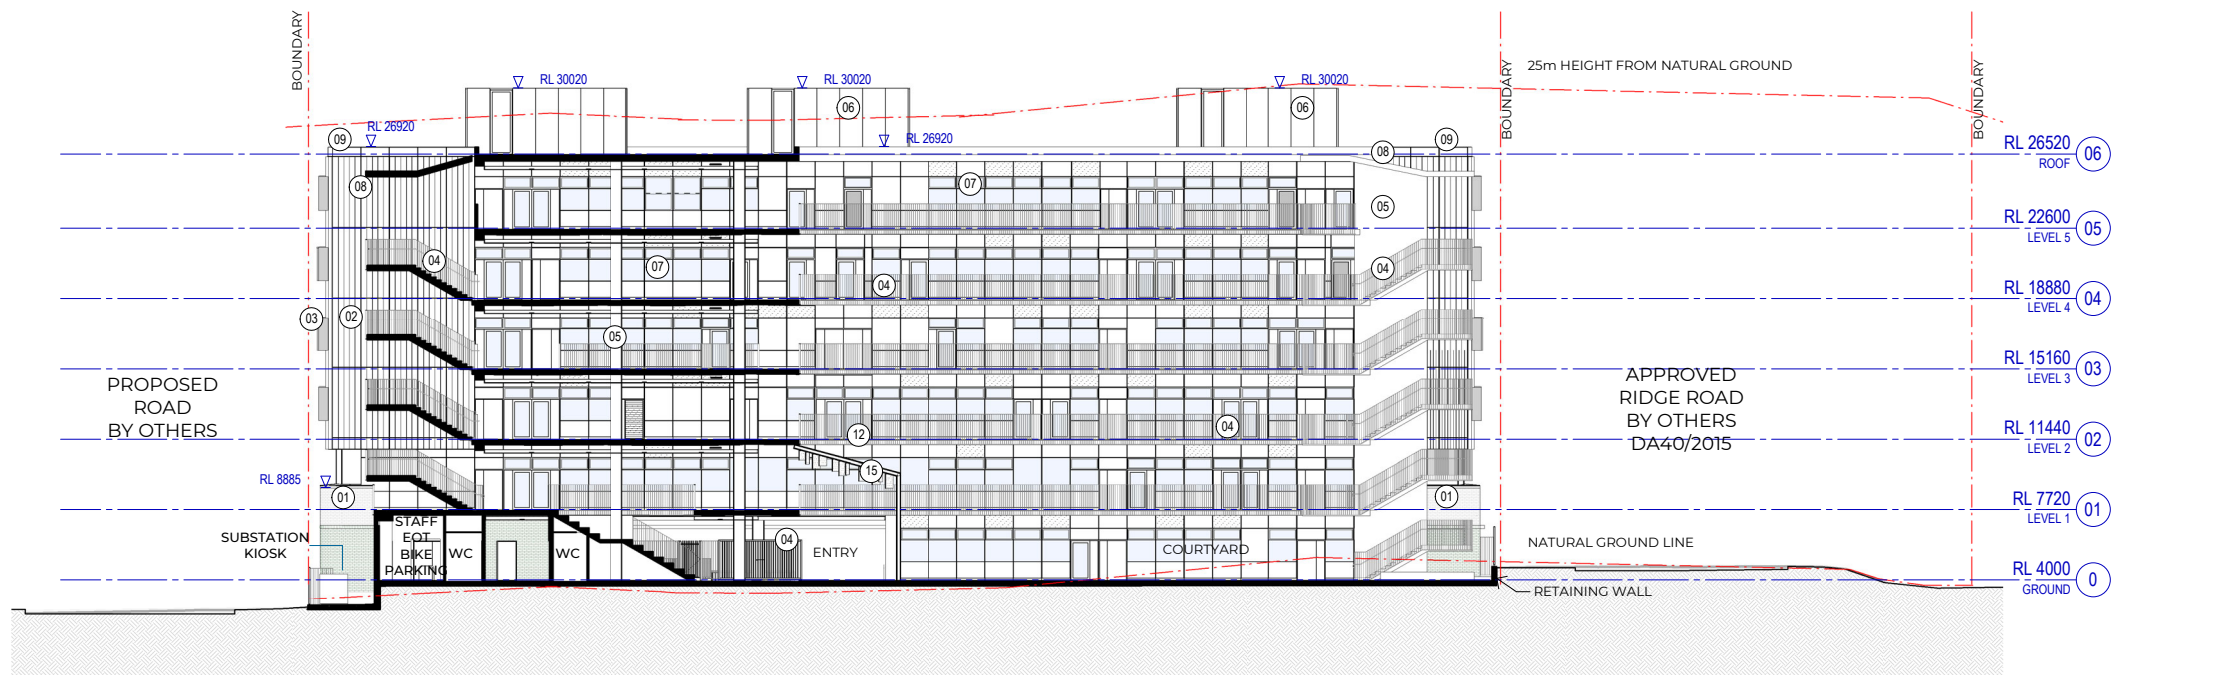 BOUNDARY
BOUNDARY
BOUNDARY
25m HEIGHT FROM NATURAL GROUND
RL 30020
RL 30020
RL 30020
06
06
RL 26920
RL 26920
09
09
08
08
07
05
RL 26520
ROOF
06
RL 22600
LEVEL 5
05
04
07
04
04
RL 18880
LEVEL 4
04
03
02
05
RL 15160
LEVEL 3
03
PROPOSED
ROAD
BY OTHERS
APPROVED
RIDGE ROAD
BY OTHERS
DA40/2015
12
04
RL 11440
LEVEL 2
02
15
RL 8885
01
01
RL 7720
LEVEL 1
01
SUBSTATION
KIOSK
STAFF
EOT
BIKE
PARKING
WC
WC
04
ENTRY
COURTYARD
NATURAL GROUND LINE
RL 4000
GROUND
0
RETAINING WALL